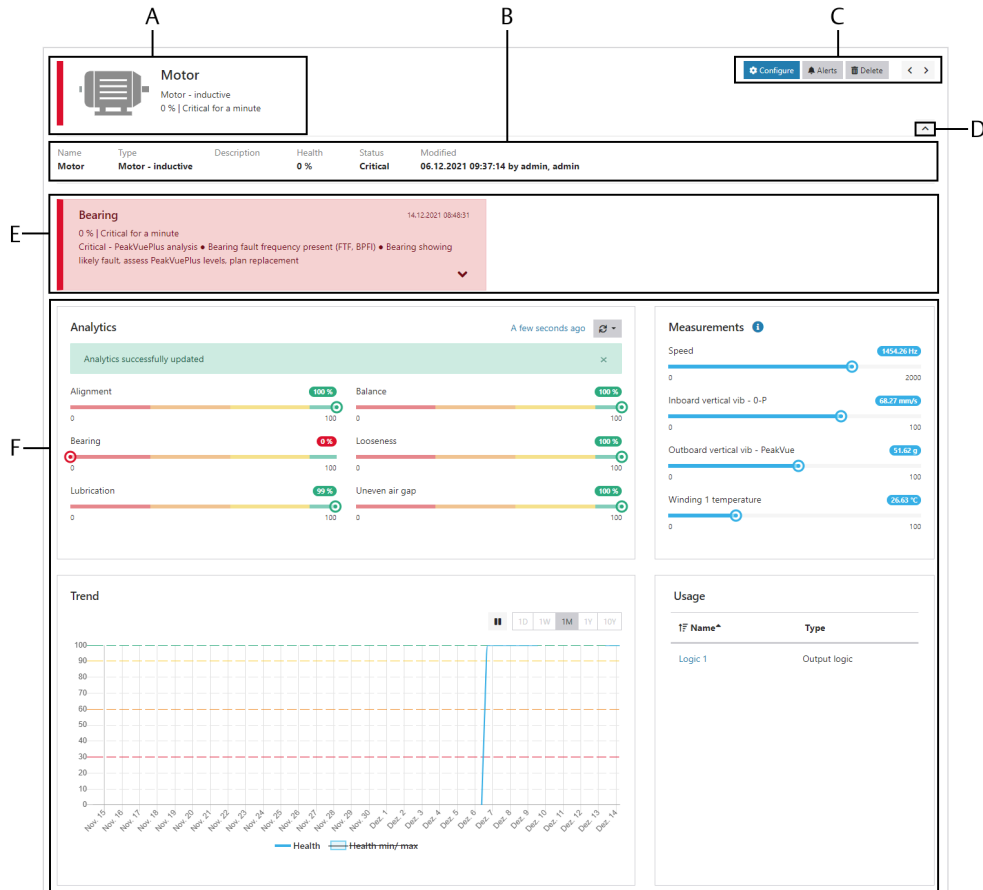 A
B
C
Motor
Motor - inductive
0 % | Critical for a minute
Configure
Alerts
Delete
D
Name Type Description Health Status Modified
Motor Motor - inductive 0 % Critical 06.12.2021 09:37:14 by admin, admin
E
Bearing 14.12.2021 08:48:31
0 % | Critical for a minute
Critical - PeakVuePlus analysis ● Bearing fault frequency present (FTF, BPFI) ● Bearing showing
likely fault, assess PeakVuePlus levels, plan replacement
F
Analytics A few seconds ago
Analytics successfully updated ×
Alignment 100 %
0 100
Balance 100 %
0 100
Bearing 0 %
0 100
Looseness 100 %
0 100
Lubrication 99 %
0 100
Uneven air gap 100 %
0 100
Measurements
Speed 1454.26 Hz
0 2000
Inboard vertical vib - 0-P 68.27 mm/s
0 100
Outboard vertical vib - PeakVue 51.62 g
0 100
Winding 1 temperature 26.63 °C
0 100
Trend
1D 1W 1M 1Y 10Y
100
90
80
70
60
50
40
30
20
10
0
Nov. 15 Nov. 16 Nov. 17 Nov. 18 Nov. 19 Nov. 20 Nov. 21 Nov. 22 Nov. 23 Nov. 24 Nov. 25 Nov. 26 Nov. 27 Nov. 28 Nov. 29 Nov. 30 Dez. 1 Dez. 2 Dez. 3 Dez. 4 Dez. 5 Dez. 6 Dez. 7 Dez. 8 Dez. 9 Dez. 10 Dez. 11 Dez. 12 Dez. 13 Dez. 14
Health Health min/ max
Usage
Name Type
Logic 1 Output logic